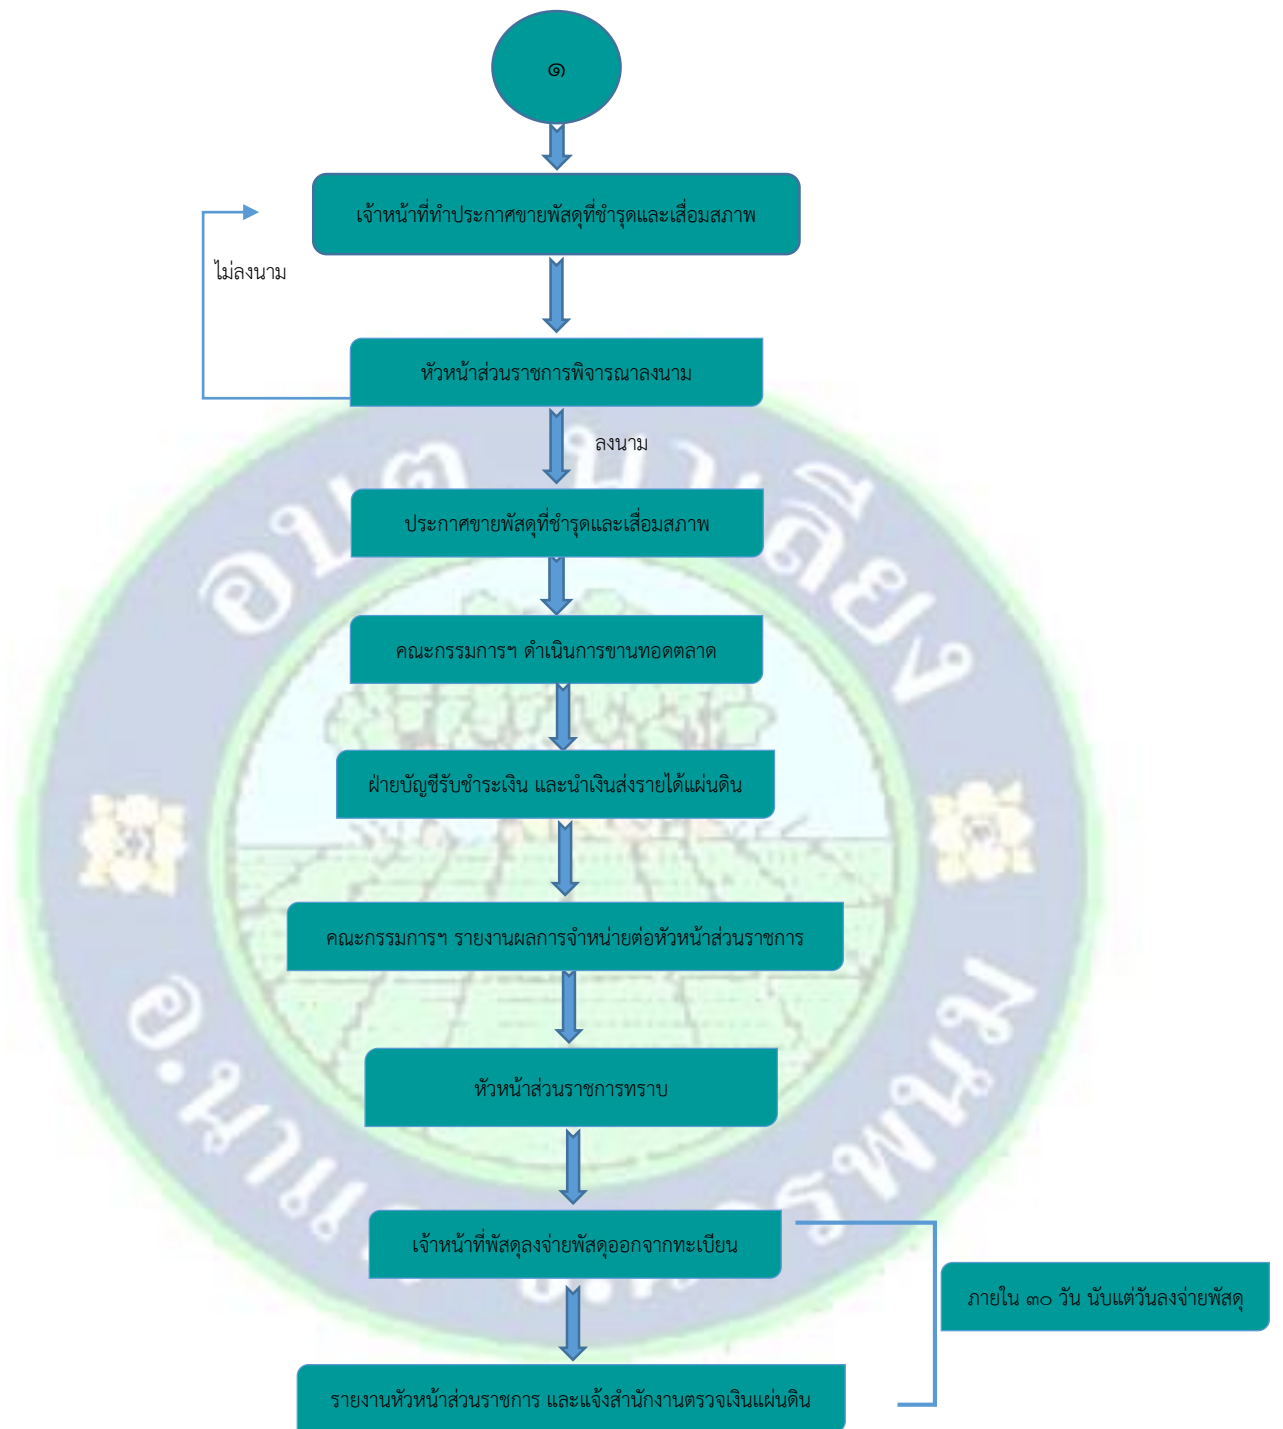 ๑
เจ้าหน้าที่ทำประกาศขายพัสดุที่ชำรุดและเสื่อมสภาพ
ไม่ลงนาม
หัวหน้าส่วนราชการพิจารณาลงนาม
ลงนาม
ประกาศขายพัสดุที่ชำรุดและเสื่อมสภาพ
คณะกรรมการฯ ดำเนินการขานทอดตลาด
ฝ่ายบัญชีรับชำระเงิน และนำเงินส่งรายได้แผ่นดิน
คณะกรรมการฯ รายงานผลการจำหน่ายต่อหัวหน้าส่วนราชการ
หัวหน้าส่วนราชการทราบ
เจ้าหน้าที่พัสดุลงจ่ายพัสดุออกจากทะเบียน
ภายใน ๓๐ วัน นับแต่วันลงจ่ายพัสดุ
รายงานหัวหน้าส่วนราชการ และแจ้งสำนักงานตรวจเงินแผ่นดิน